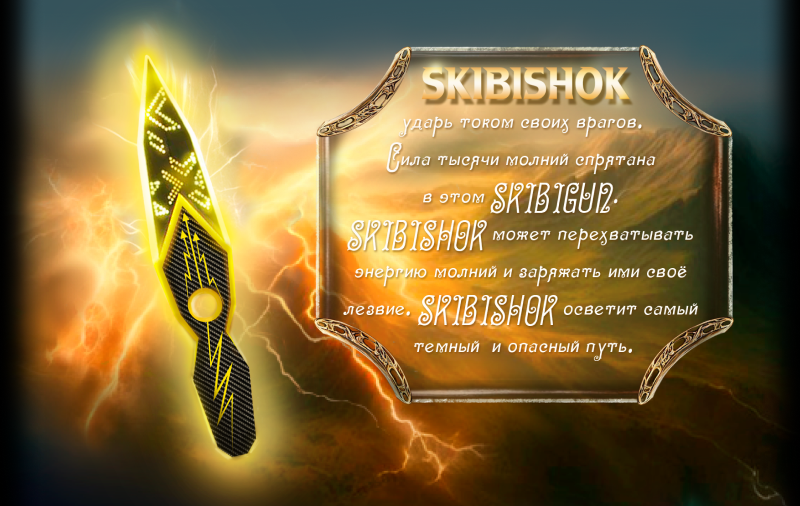 SKIBISHOK
ударь током своих врагов.
Сила тысячи молний спрятана
в этом SKIBIGUN.
SKIBISHOK может перехватывать
энергию молний и заряжать ими своё
лезвие. SKIBISHOK осветит самый
темный и опасный путь.